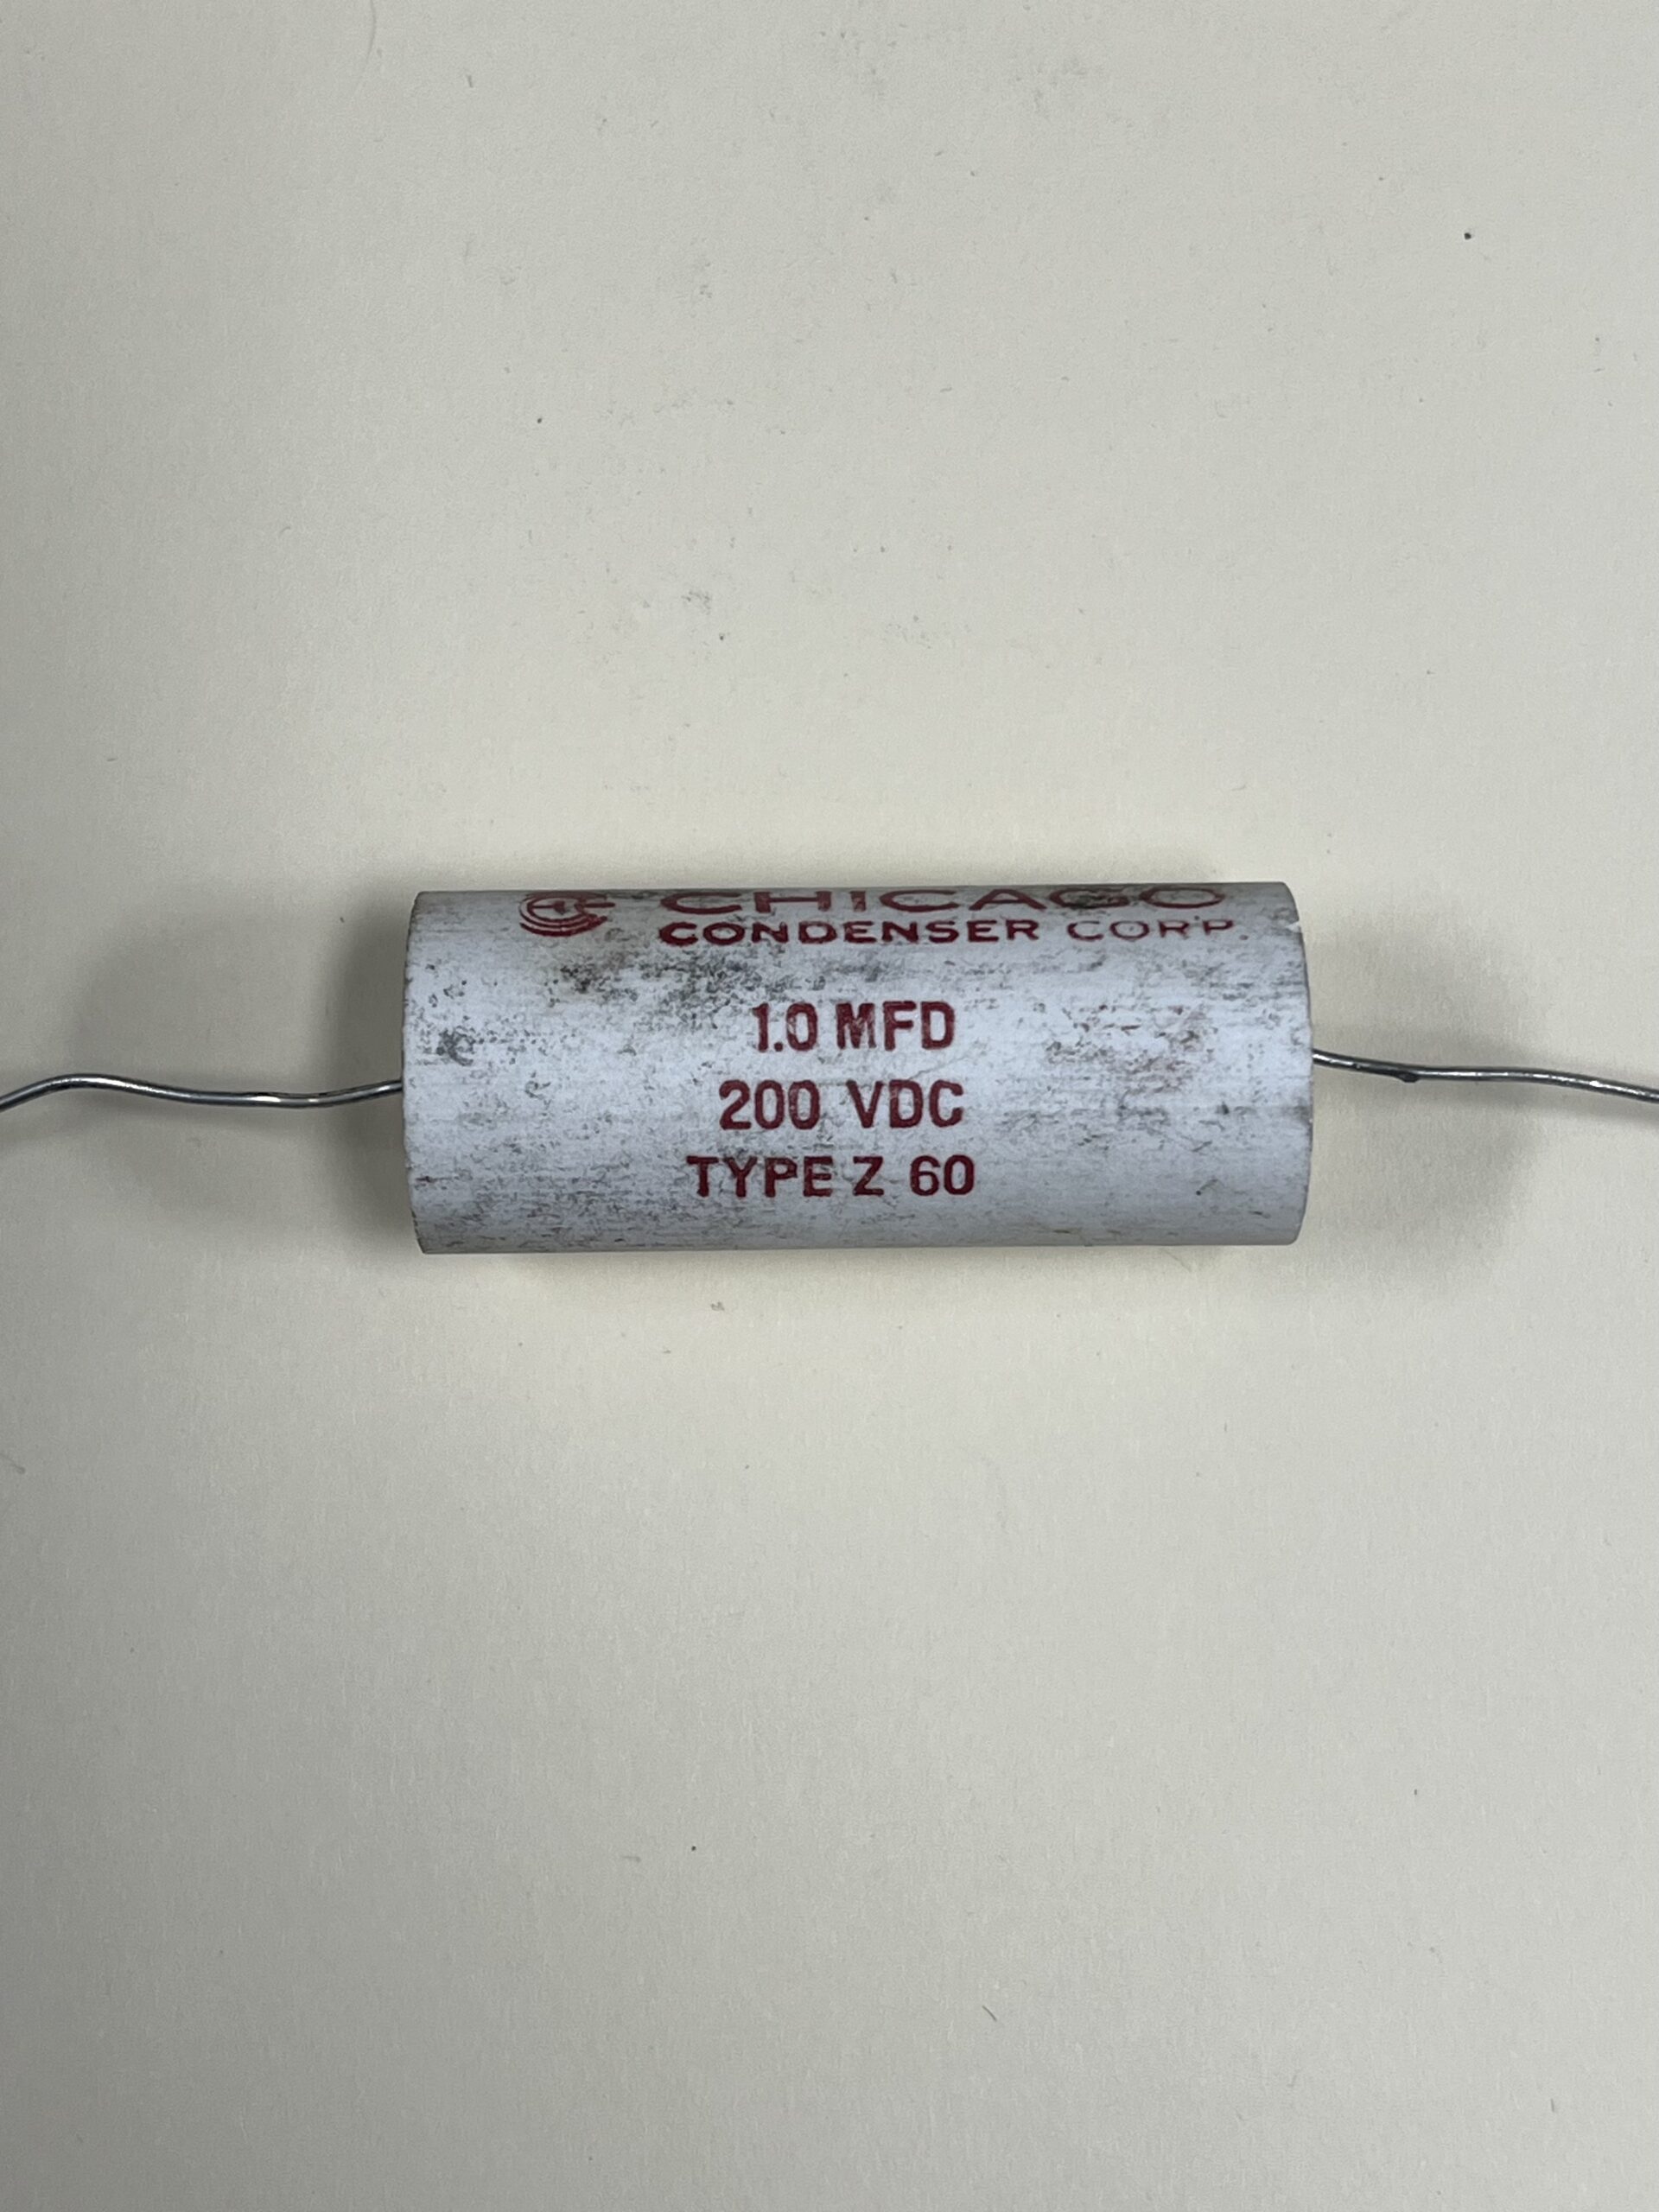 CHICAGO
CONDENSER CORP.
1.0 MFD
200 VDC
TYPE Z 60